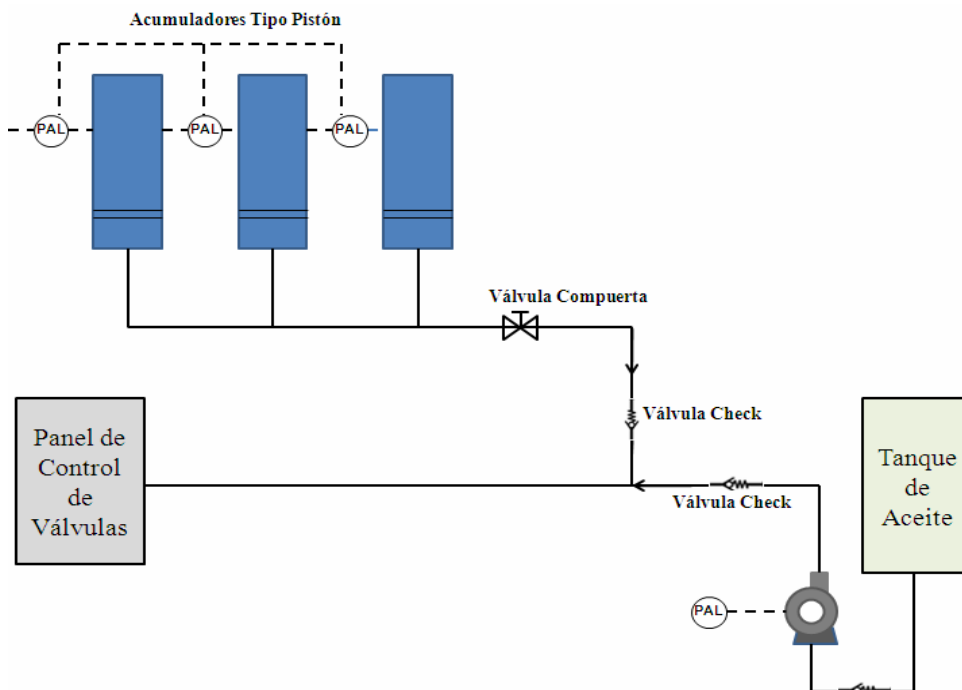 Acumuladores Tipo Pistón
PAL
PAL
PAL
Válvula Compuerta
Válvula Check
Panel de
Control
de
Válvulas
Válvula Check
Tanque
de
Aceite
PAL